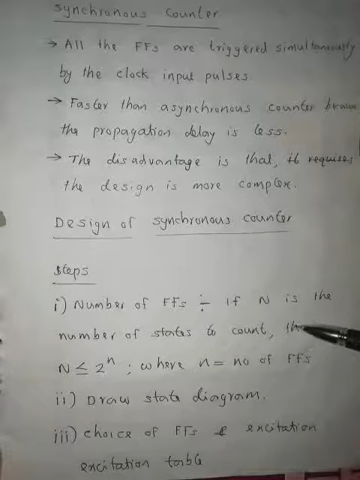 Synchronous Counter
→ All the FFs are triggered simultaneously
by the clock input pulses.
→ Faster than asynchronous counter
the propagation delay is less.
→ The disadvantage is that, it requires
the design is more complex.
Design of synchronous counter
Steps
i) Number of FFs ÷ If N is the
number of states to count, the
N ≤ 2ⁿ ; where n = no of FFs
ii) Draw state diagram.
iii) choice of FFs & excitation
excitation table